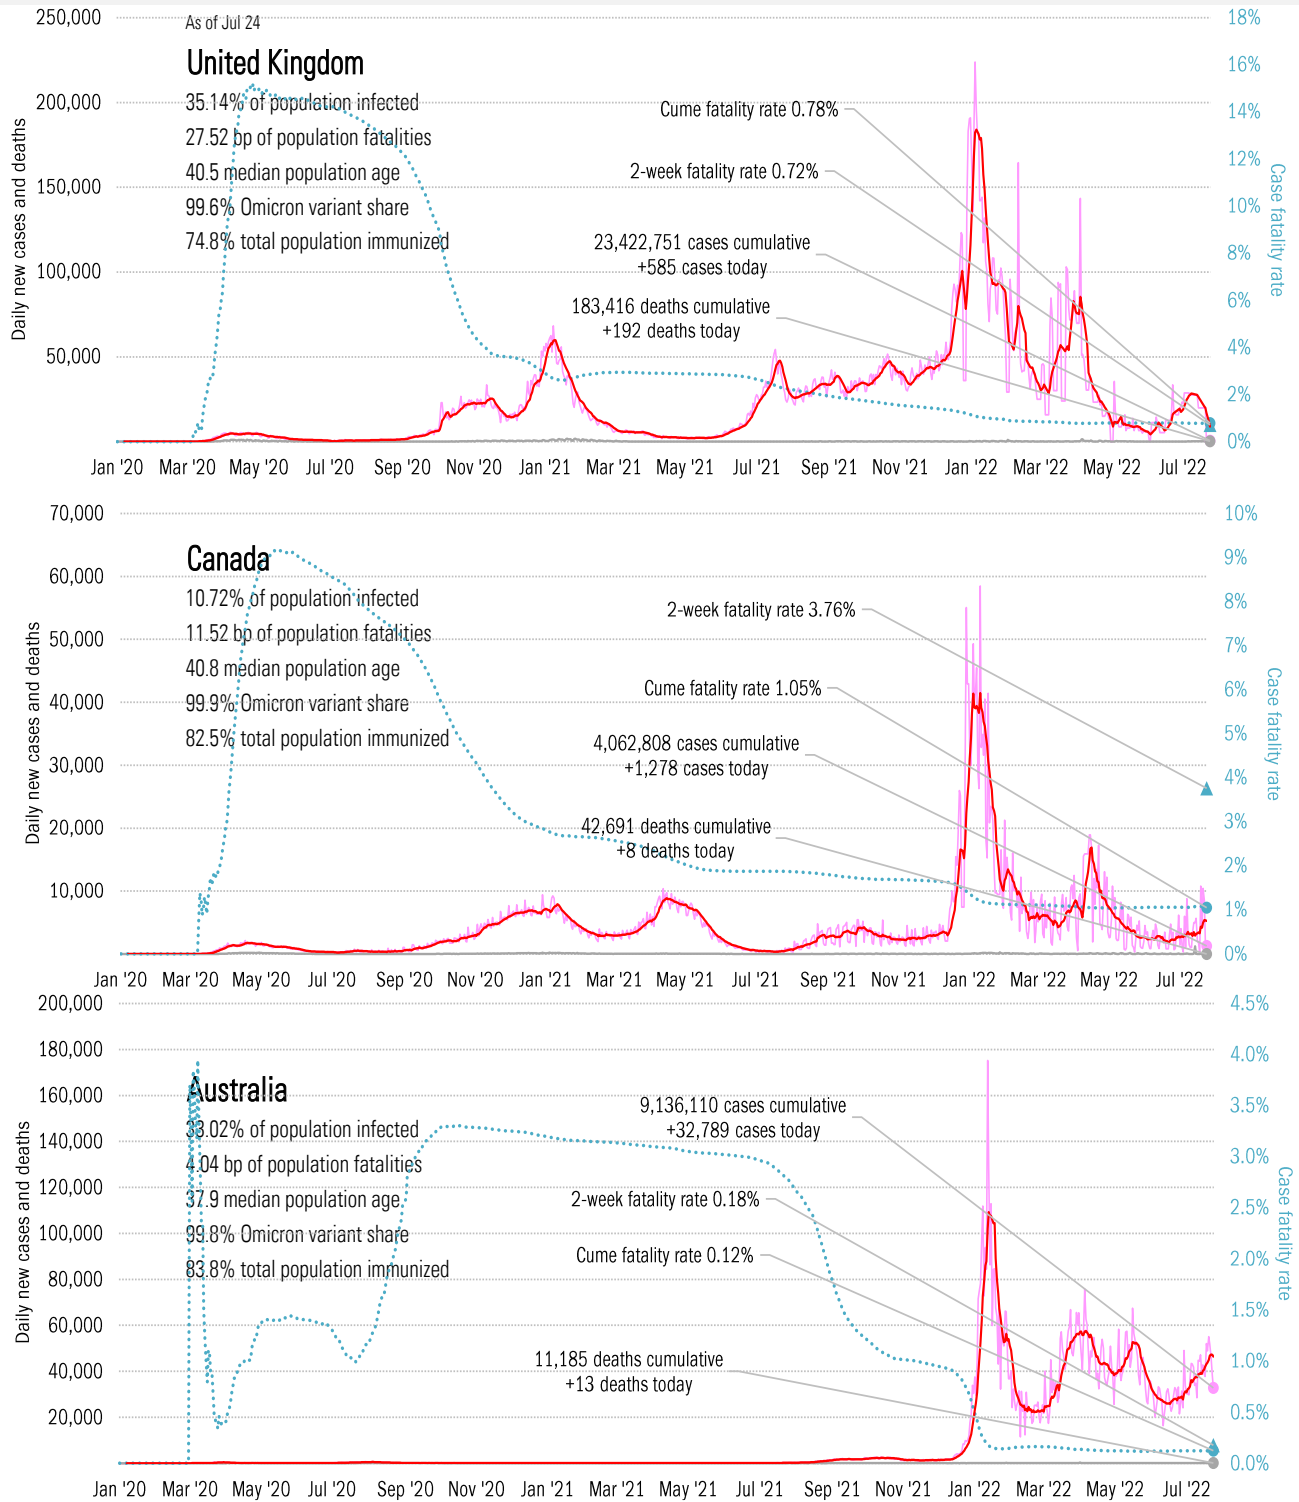 250,000
As of Jul 24
18%
United Kingdom
16%
35.14% of population infected
200,000
Cume fatality rate 0.78%
14%
27.52 bp of population fatalities
12%
40.5 median population age
2-week fatality rate 0.72%
150,000
99.6% Omicron variant share
10%
74.8% total population immunized
23,422,751 cases cumulative
+585 cases today
8%
100,000
6%
183,416 deaths cumulative
+192 deaths today
50,000
4%
2%
0%
Daily new cases and deaths
Case fatality rate
Jan '20 Mar '20 May '20 Jul '20 Sep '20 Nov '20 Jan '21 Mar '21 May '21 Jul '21 Sep '21 Nov '21 Jan '22 Mar '22 May '22 Jul '22
70,000
10%
Canada
9%
60,000
10.72% of population infected
8%
2-week fatality rate 3.76%
11.52 bp of population fatalities
50,000
7%
40.8 median population age
Cume fatality rate 1.05%
6%
99.9% Omicron variant share
40,000
82.5% total population immunized
5%
4,062,808 cases cumulative
+1,278 cases today
30,000
4%
42,691 deaths cumulative
+8 deaths today
20,000
3%
2%
10,000
1%
0%
Daily new cases and deaths
Case fatality rate
Jan '20 Mar '20 May '20 Jul '20 Sep '20 Nov '20 Jan '21 Mar '21 May '21 Jul '21 Sep '21 Nov '21 Jan '22 Mar '22 May '22 Jul '22
200,000
4.5%
180,000
4.0%
Australia
160,000
9,136,110 cases cumulative
+32,789 cases today
3.5%
33.02% of population infected
140,000
4.04 bp of population fatalities
3.0%
120,000
37.9 median population age
2-week fatality rate 0.18%
2.5%
99.8% Omicron variant share
100,000
Cume fatality rate 0.12%
2.0%
83.8% total population immunized
80,000
1.5%
60,000
11,185 deaths cumulative
+13 deaths today
1.0%
40,000
0.5%
20,000
0.0%
Daily new cases and deaths
Case fatality rate
Jan '20 Mar '20 May '20 Jul '20 Sep '20 Nov '20 Jan '21 Mar '21 May '21 Jul '21 Sep '21 Nov '21 Jan '22 Mar '22 May '22 Jul '22